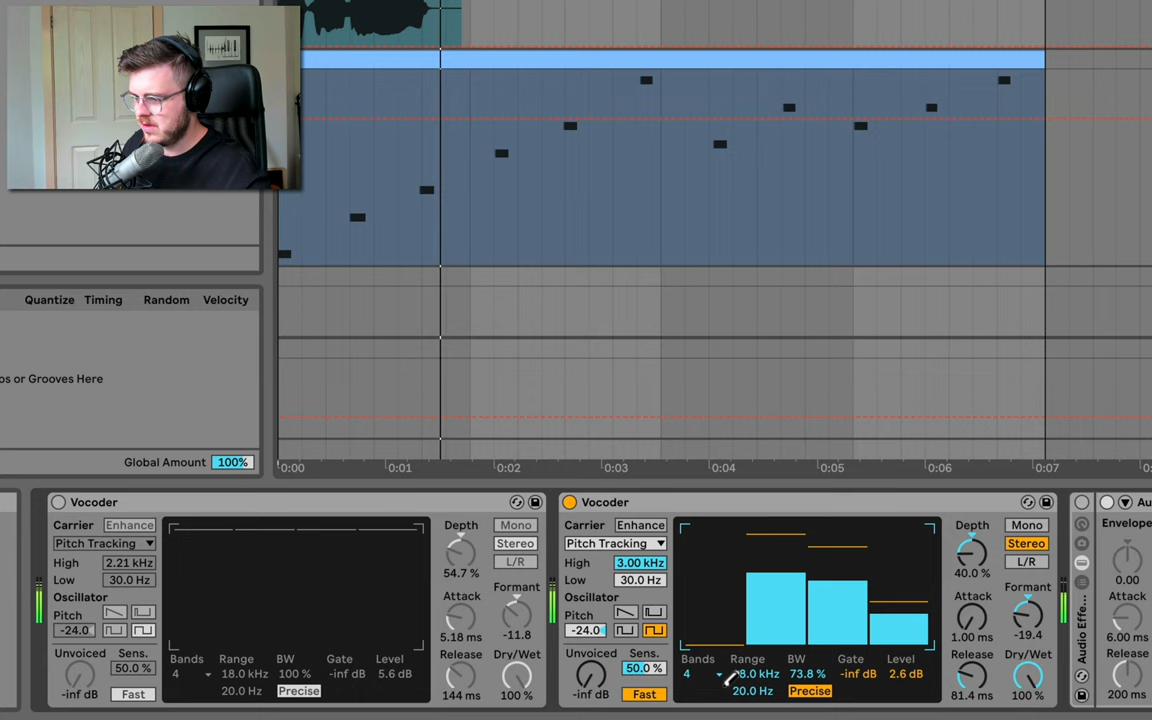 Quantize Timing Random Velocity
os or Grooves Here
Global Amount 100%
0:00 0:01 0:02 0:03 0:04 0:05 0:06 0:07
Vocoder
Carrier Enhance
Pitch Tracking
High 2.21 kHz
Low 30.0 Hz
Oscillator
Pitch
-24.0
Unvoiced Sens.
50.0 %
-inf dB Fast
Bands Range BW Gate Level
4 18.0 kHz 100 % -inf dB 5.6 dB
20.0 Hz Precise
Depth Mono
Stereo
54.7 % L/R
Attack Formant
5.18 ms -11.8
Release Dry/Wet
144 ms 100 %
Vocoder
Carrier Enhance
Pitch Tracking
High 3.00 kHz
Low 30.0 Hz
Oscillator
Pitch
-24.0
Unvoiced Sens.
50.0 %
-inf dB Fast
Bands Range BW Gate Level
4 8.0 kHz 73.8 % -inf dB 2.6 dB
20.0 Hz Precise
Depth Mono
Stereo
40.0 % L/R
Attack Formant
1.00 ms -19.4
Release Dry/Wet
81.4 ms 100 %
Audio Effe...
Au
Envelope
0.00
Attack
6.00 ms
Release
200 ms